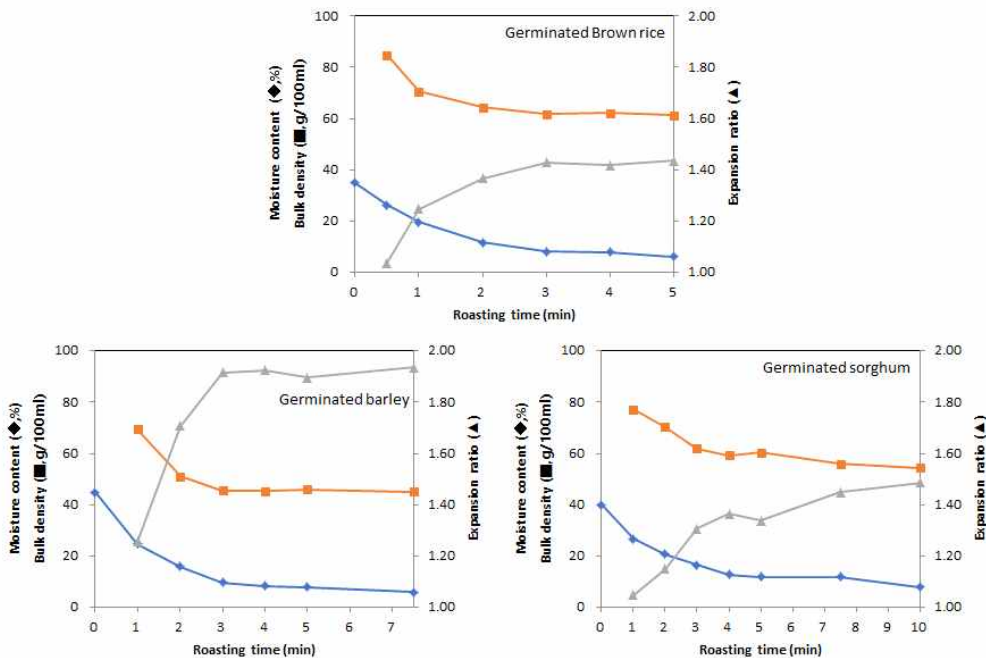 Germinated Brown rice
Moisture content (◆,%)
Bulk density (■,g/100ml)
100
80
60
40
20
0
2.00
1.80
1.60
1.40
1.20
1.00
Expansion ratio (▲)
0 1 2 3 4 5
Roasting time (min)
Germinated barley
Moisture content (◆,%)
Bulk density (■,g/100ml)
100
80
60
40
20
0
2.00
1.80
1.60
1.40
1.20
1.00
Expansion ratio (▲)
0 1 2 3 4 5 6 7
Roasting time (min)
Germinated sorghum
Moisture content (◆,%)
Bulk density (■,g/100ml)
100
80
60
40
20
0
2.00
1.80
1.60
1.40
1.20
1.00
Expansion ratio (▲)
0 1 2 3 4 5 6 7 8 9 10
Roasting time (min)